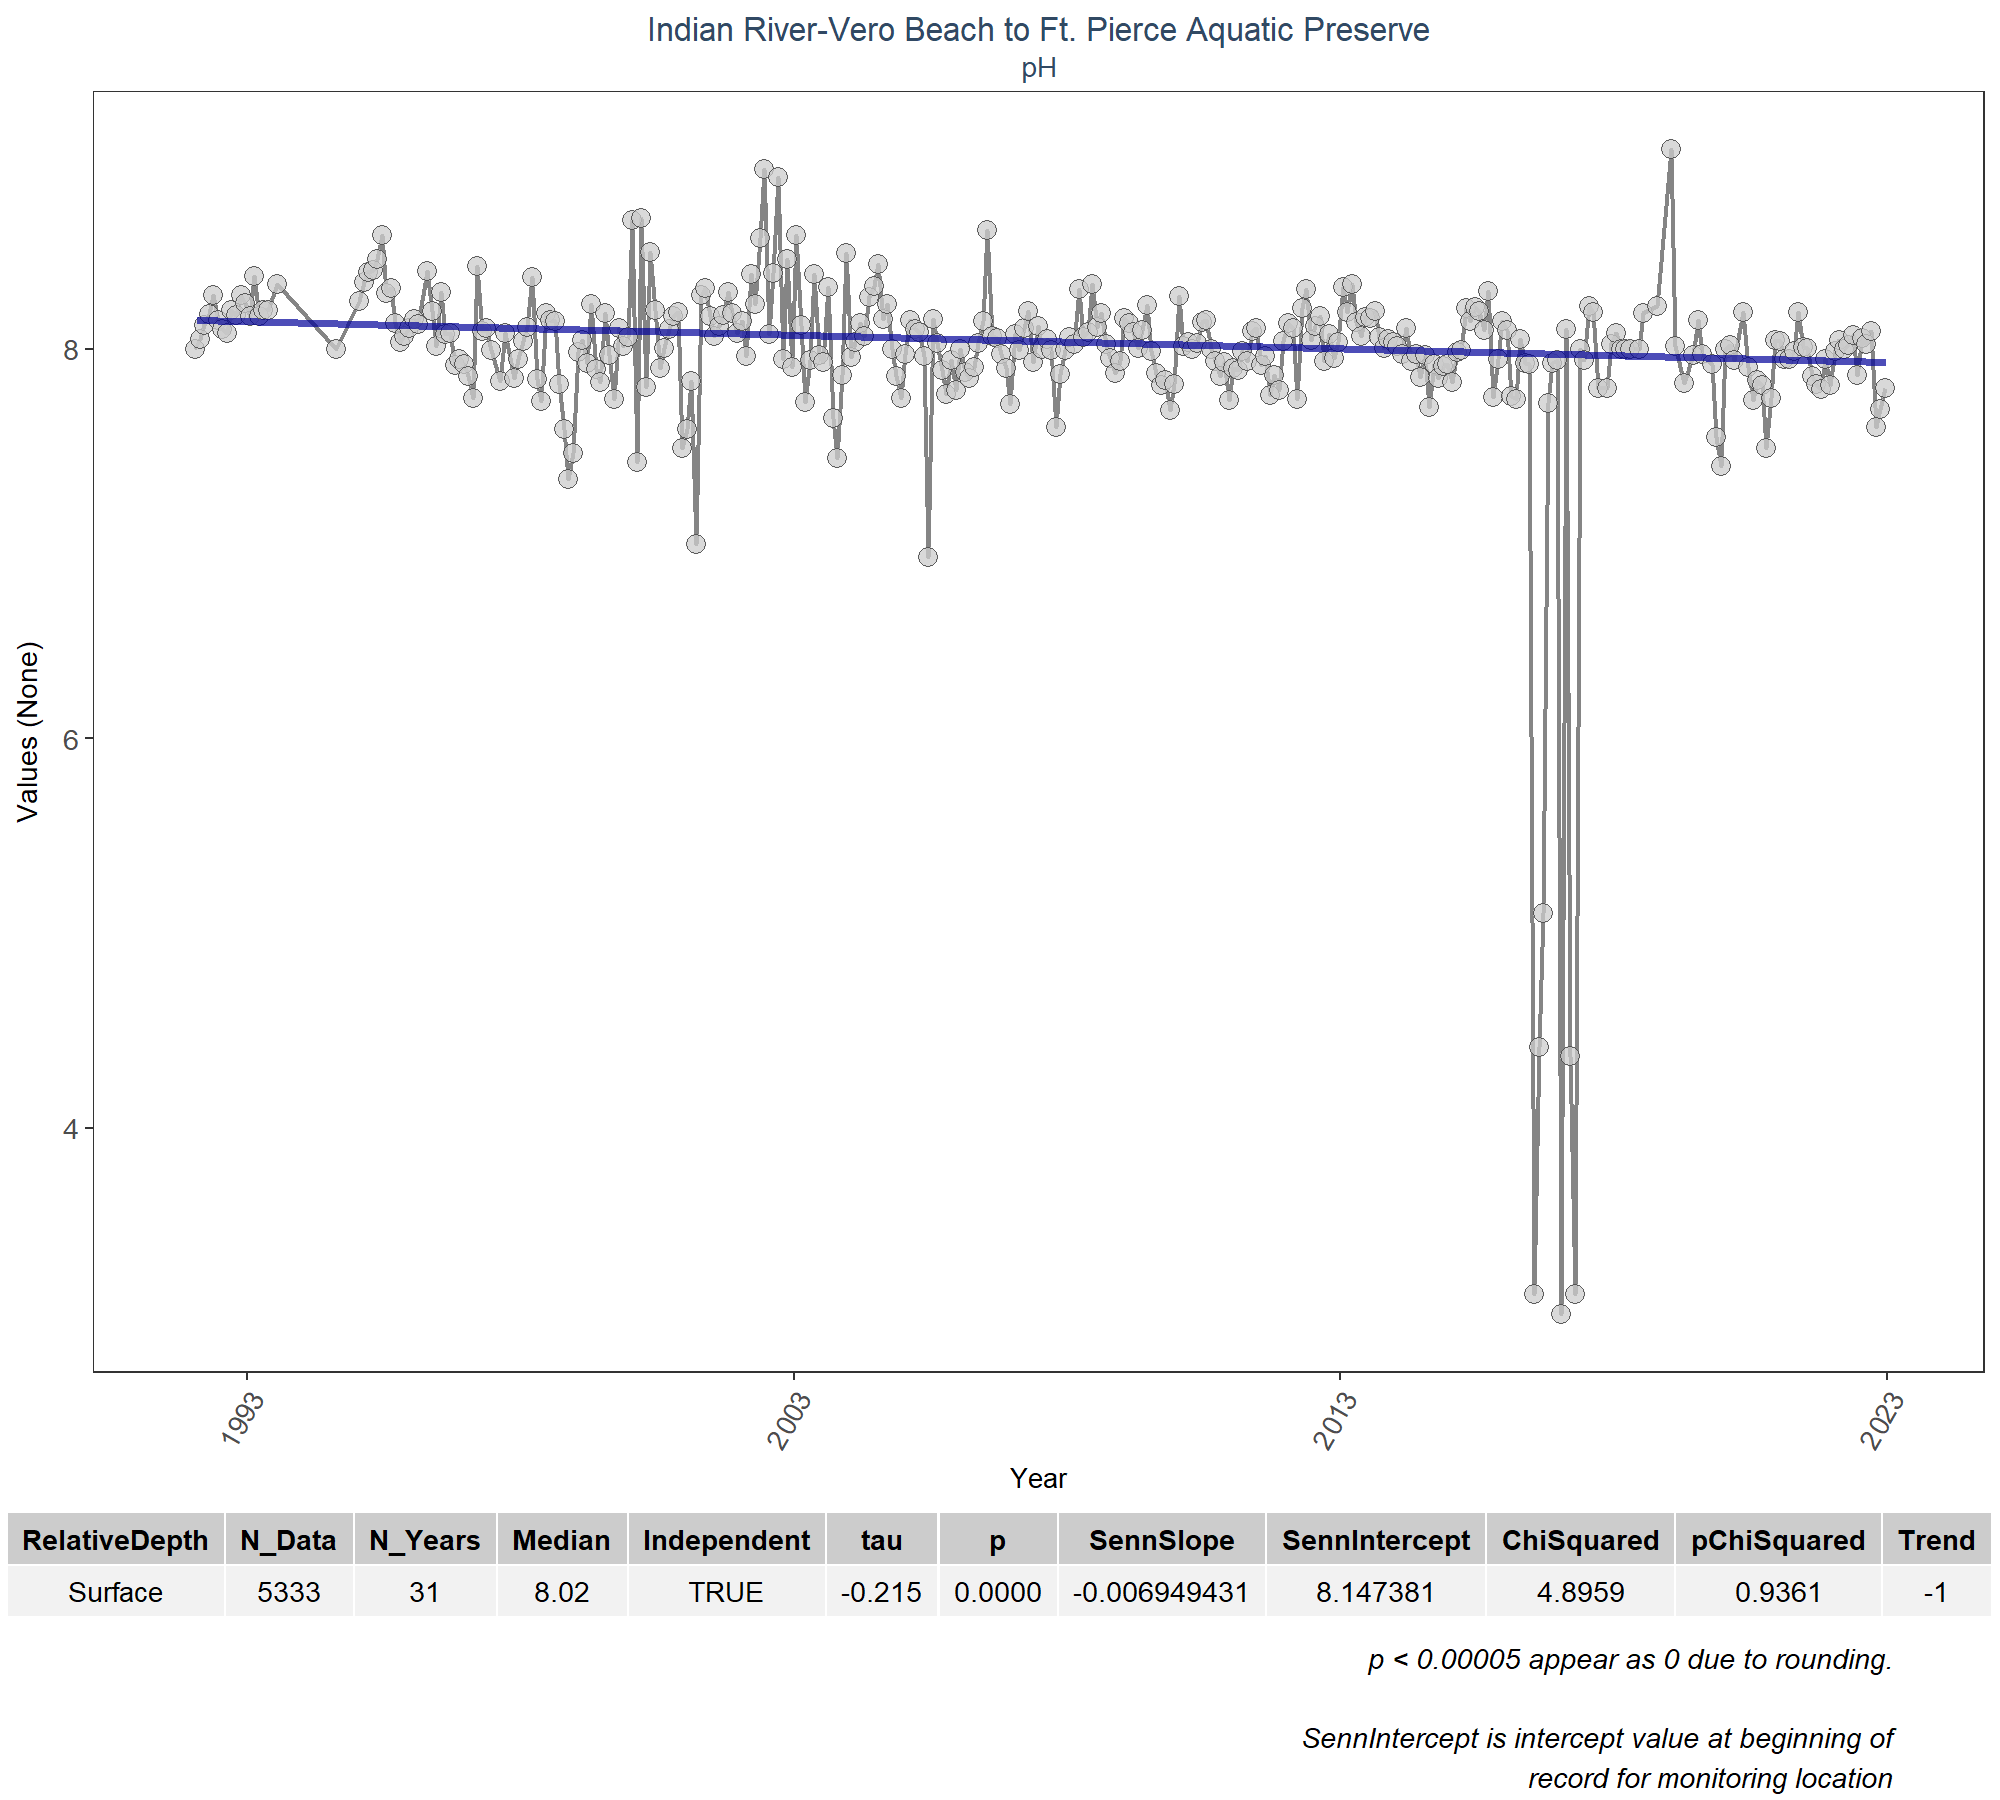 Indian River-Vero Beach to Ft. Pierce Aquatic Preserve
pH
Values (None)
8
6
4
1993
2003
2013
2023
Year
RelativeDepth N_Data N_Years Median Independent tau p SennSlope SennIntercept ChiSquared pChiSquared Trend
Surface 5333 31 8.02 TRUE -0.215 0.0000 -0.006949431 8.147381 4.8959 0.9361 -1
p < 0.00005 appear as 0 due to rounding.
SennIntercept is intercept value at beginning of
record for monitoring location